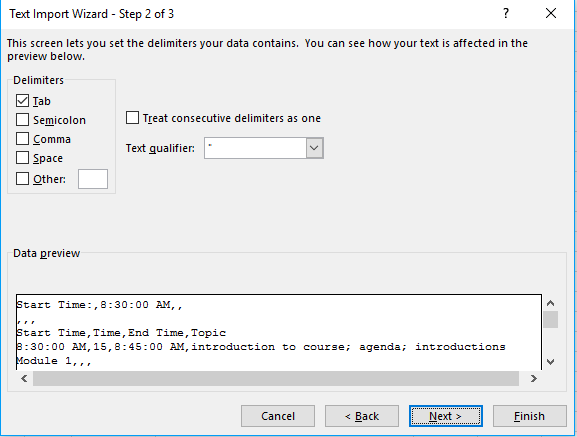 Text Import Wizard - Step 2 of 3
This screen lets you set the delimiters your data contains.  You can see how your text is affected in the
preview below.
Delimiters
Tab
Semicolon
Comma
Space
Other:
Treat consecutive delimiters as one
Text qualifier: "
Data preview
Start Time:,8:30:00 AM,,
,,,
Start Time,Time,End Time,Topic
8:30:00 AM,15,8:45:00 AM,introduction to course; agenda; introductions
Module 1,,,
Cancel
< Back
Next >
Finish